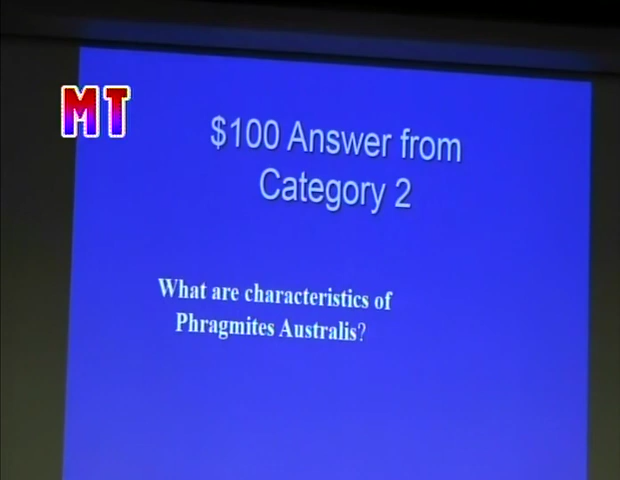 MT
$100 Answer from
Category 2
What are characteristics of
Phragmites Australis?